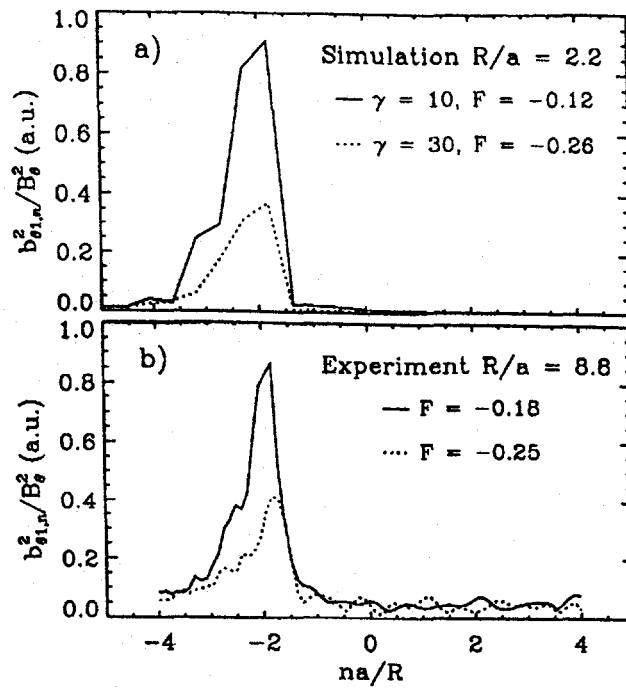 a)
Simulation R/a = 2.2
γ = 10, F = −0.12
γ = 30, F = −0.26
1.0
0.8
0.6
0.4
0.2
0.0
b²θ1,n/B²θ (a.u.)
b)
Experiment R/a = 8.8
F = −0.18
F = −0.25
1.0
0.8
0.6
0.4
0.2
0.0
b²θ1,n/B²θ (a.u.)
−4 −2 0 2 4
na/R